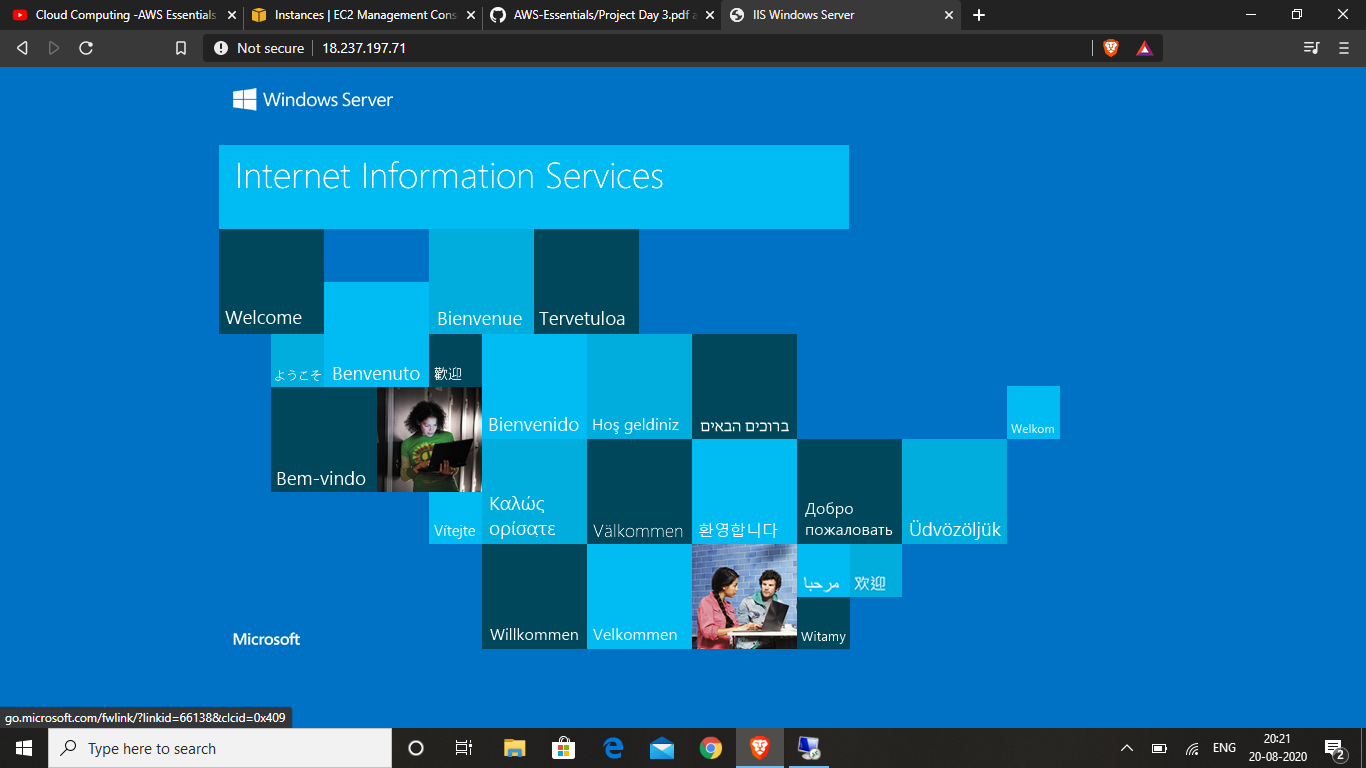 Cloud Computing -AWS Essentials
Instances | EC2 Management Cons
AWS-Essentials/Project Day 3.pdf a
IIS Windows Server
Not secure
18.237.197.71
Windows Server
Internet Information Services
Welcome
Bienvenue
Tervetuloa
ようこそ
Benvenuto
歡迎
Bienvenido
Hoş geldiniz
ברוכים הבאים
Welkom
Bem-vindo
Vítejte
Καλώς
ορίσατε
Välkommen
환영합니다
Добро
пожаловать
Üdvözöljük
Willkommen
Velkommen
مرحبا
欢迎
Witamy
Microsoft
go.microsoft.com/fwlink/?linkid=66138&clcid=0x409
Type here to search
ENG
20:21
20-08-2020
2